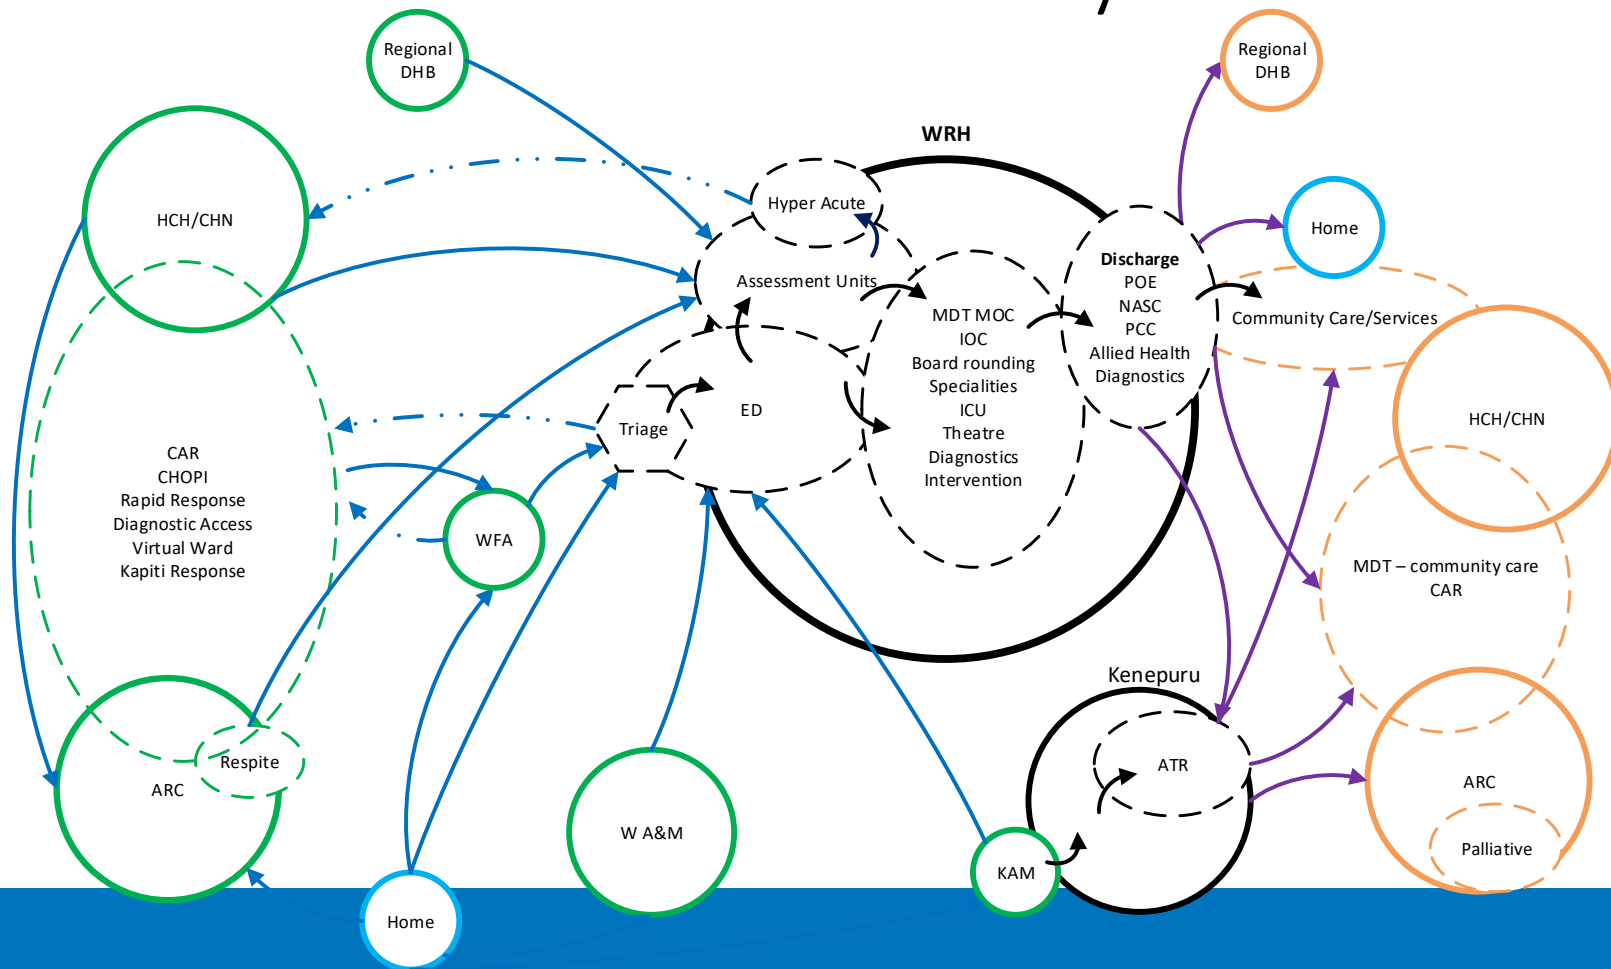 Regional
DHB
Regional
DHB
WRH
HCH/CHN
Hyper Acute
Home
Assessment Units
Discharge
POE
NASC
PCC
Allied Health
Diagnostics
Community Care/Services
MDT MOC
IOC
Board rounding
Specialities
ICU
Theatre
Diagnostics
Intervention
ED
Triage
HCH/CHN
CAR
CHOPI
Rapid Response
Diagnostic Access
Virtual Ward
Kapiti Response
WFA
MDT – community care
CAR
Kenepuru
Respite
ARC
ATR
ARC
W A&M
Palliative
KAM
Home